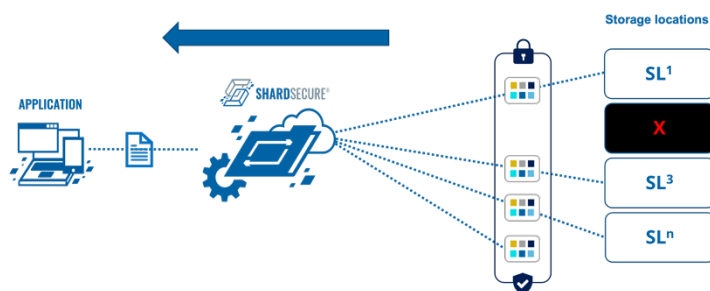 Storage locations
SL¹
SHARDSECURE®
APPLICATION
X
SL³
SLⁿ